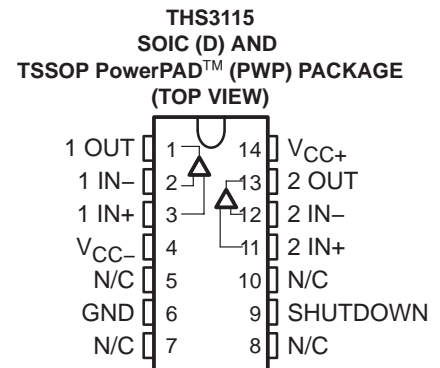 THS3115
SOIC (D) AND
TSSOP PowerPAD™ (PWP) PACKAGE
(TOP VIEW)
1 OUT 1 14 VCC+
1 IN− 2 13 2 OUT
1 IN+ 3 12 2 IN−
VCC− 4 11 2 IN+
N/C 5 10 N/C
GND 6 9 SHUTDOWN
N/C 7 8 N/C